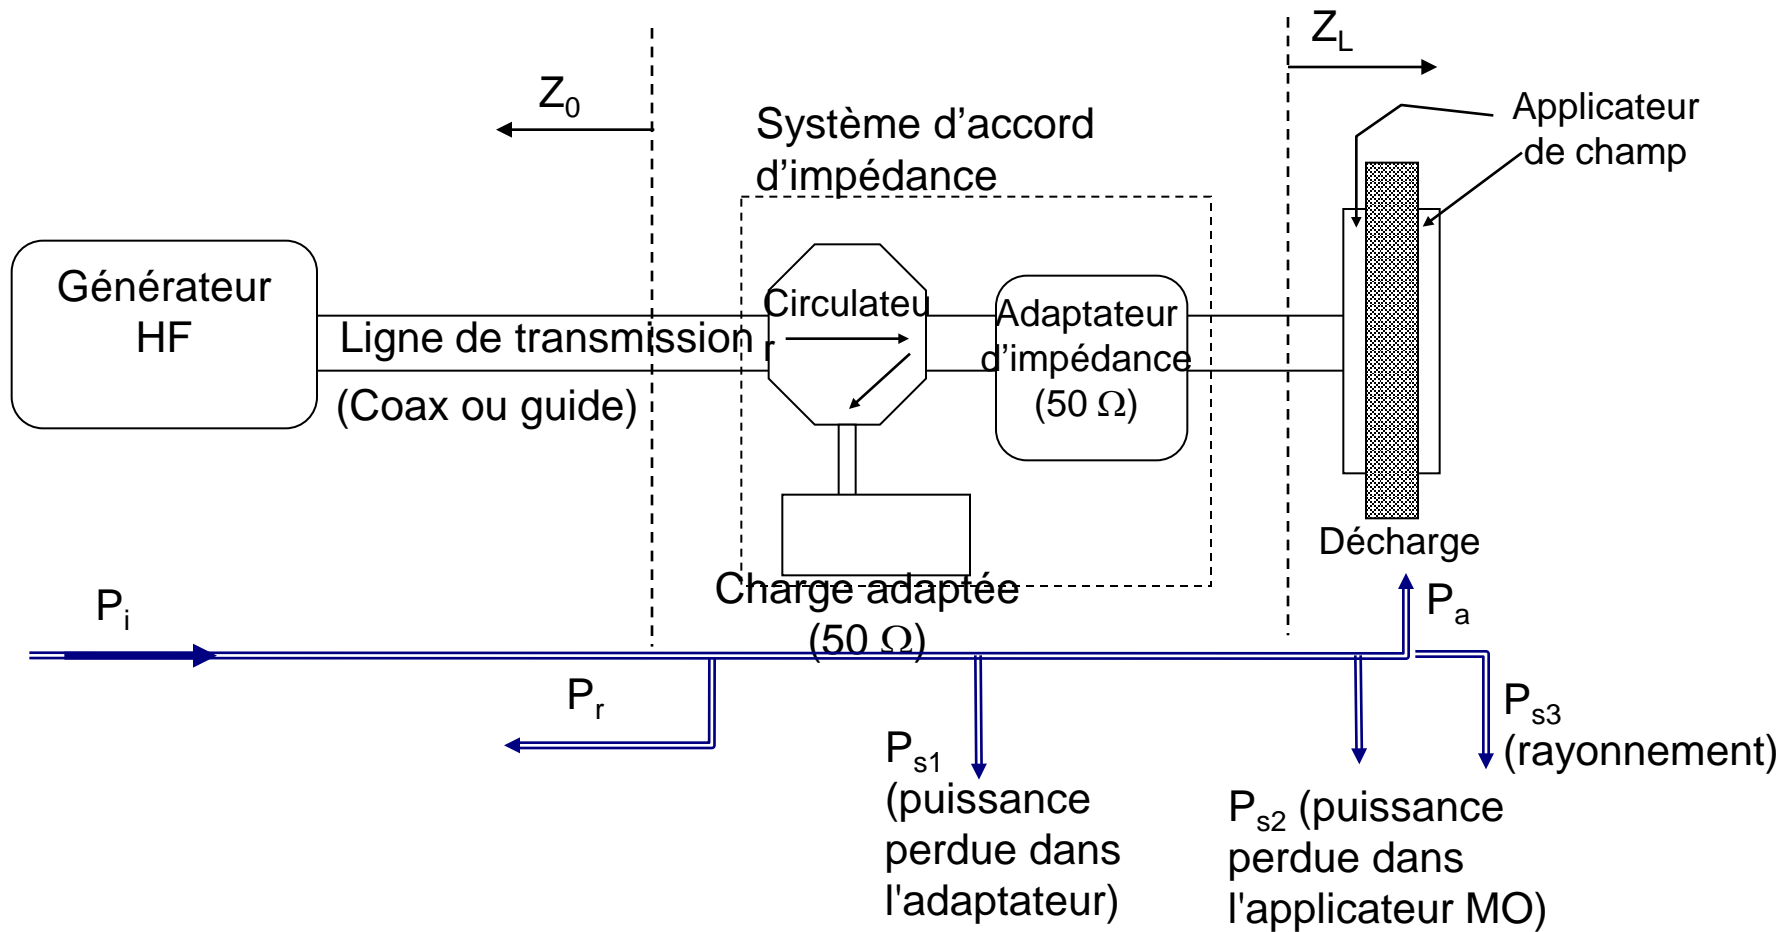 Z0
ZL
Système d’accord
d’impédance
Applicateur
de champ
Générateur
HF
Ligne de transmission
(Coax ou guide)
Circulateu
r
Adaptateur
d’impédance
(50 Ω)
Charge adaptée
(50 Ω)
Décharge
Pi
Pr
Pa
Ps1
(puissance
perdue dans
l'adaptateur)
Ps2 (puissance
perdue dans
l'applicateur MO)
Ps3
(rayonnement)